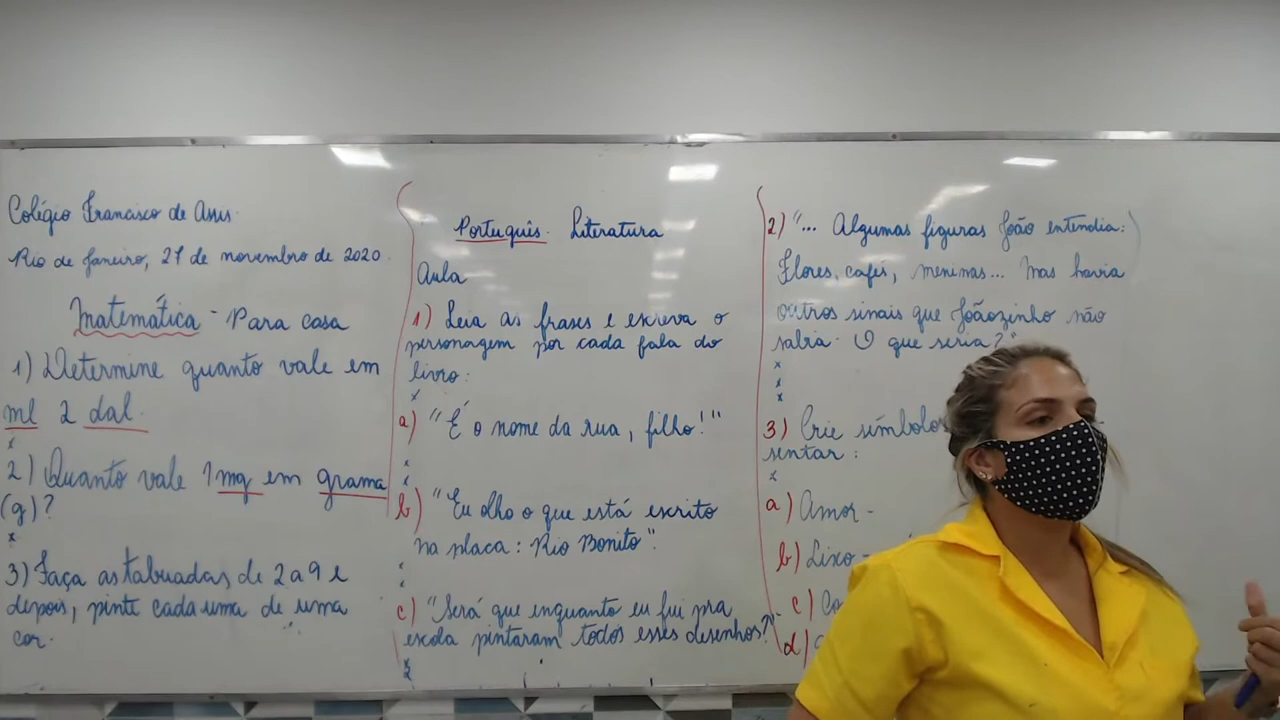 Colégio Francisco de Assis.
Rio de Janeiro, 27 de novembro de 2020.
Matemática - Para casa
1) Determine quanto vale em
ml 2 dal.
x
2) Quanto vale 1mg em grama
(g)?
x
3) Faça as tabuadas de 2 a 9 e
depois, pinte cada uma de uma
cor.
Português. Literatura
Aula
1) Leia as frases e escreva o
personagem por cada fala do
livro:
x
a) "É o nome da rua, filho!"
x
x
b) "Eu olho o que está escrito
na placa: Rio Bonito".
x
x
c) "Será que enquanto eu fui pra
escola pintaram todos esses desenhos?".
x
2) "... Algumas figuras João entendia:
Flores, cafés, meninas... Mas havia
outros sinais que Joãozinho não
sabia. O que seria?"
x
x
x
3) Crie símbolos
sentar:
x
a) Amor -
b) Lixo -
c) Co
d)